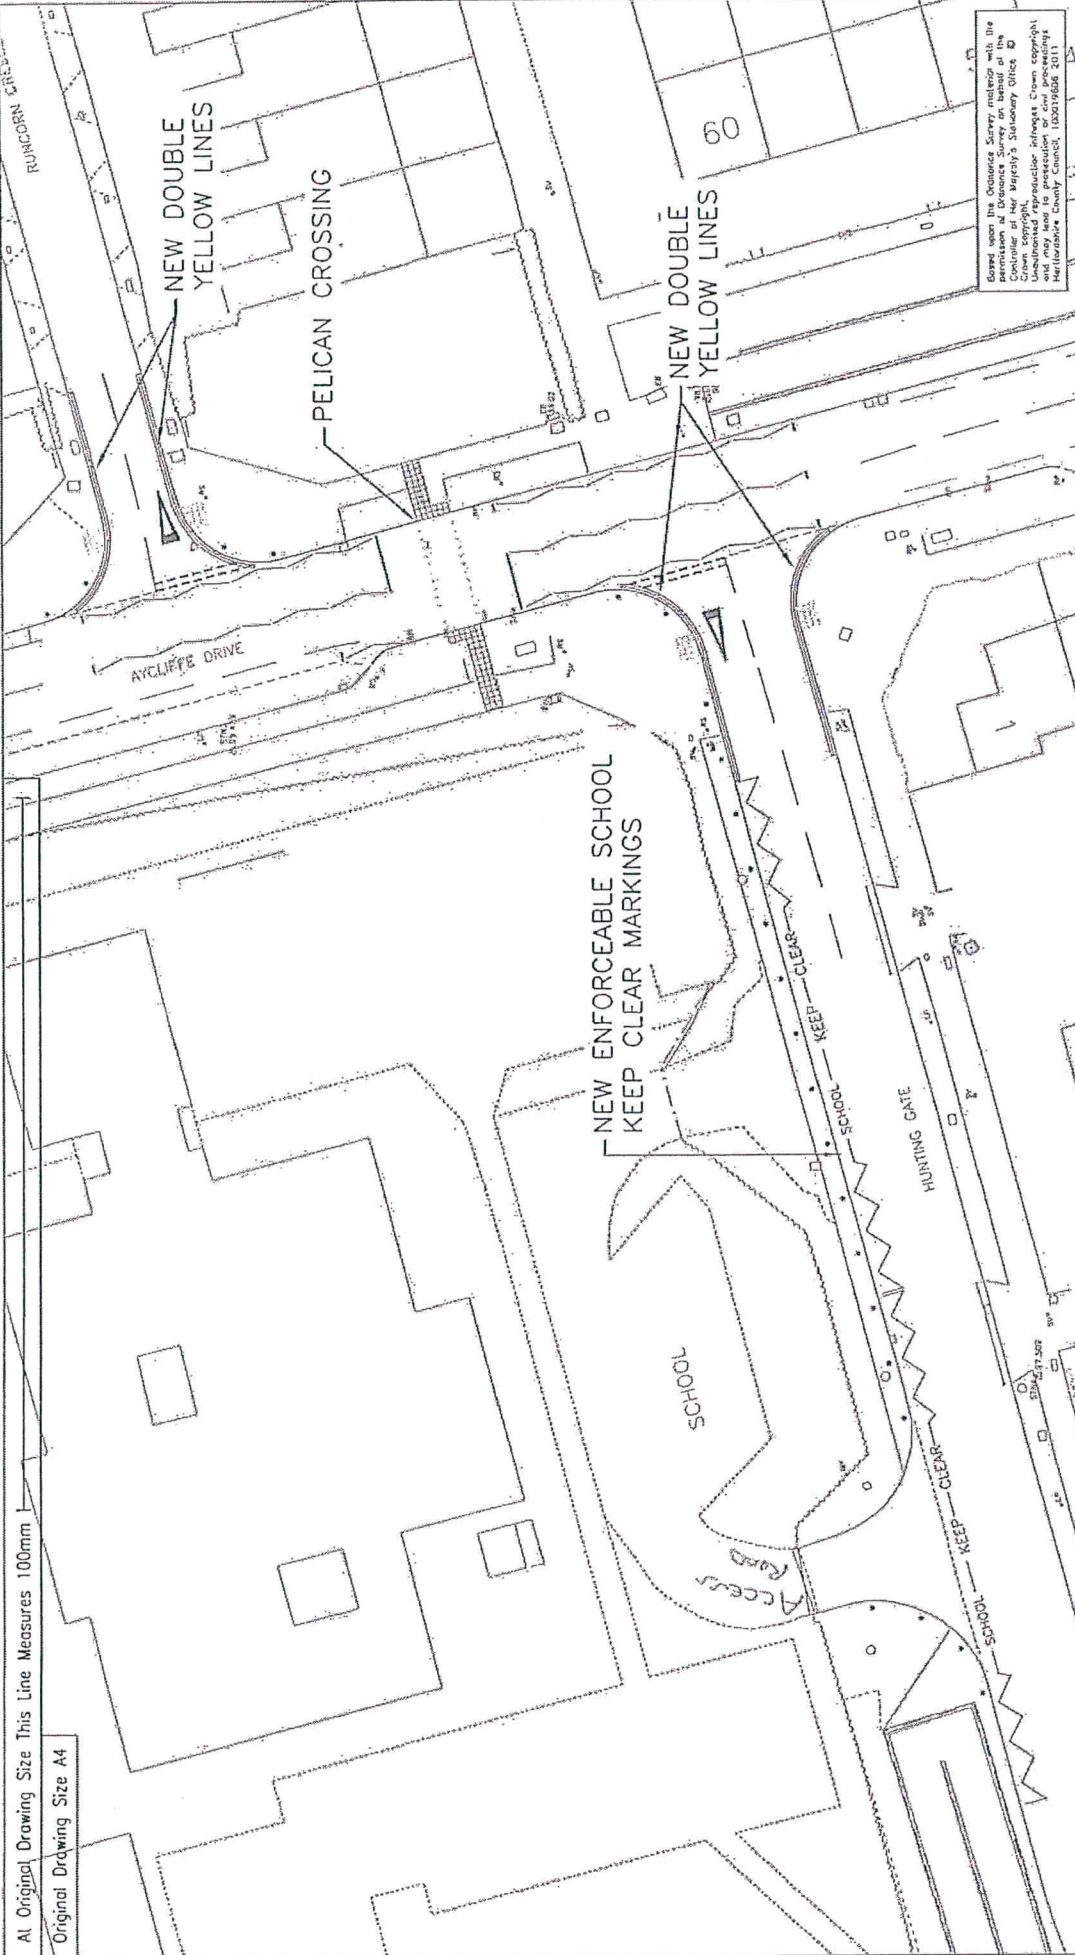 At Original Drawing Size This Line Measures 100mm
Original Drawing Size A4
RUNCORN
NEW DOUBLE
YELLOW LINES
PELICAN CROSSING
AYCLIFFE DRIVE
60
NEW DOUBLE
YELLOW LINES
NEW ENFORCEABLE SCHOOL
KEEP CLEAR MARKINGS
SCHOOL
Access
Road
SCHOOL KEEP CLEAR
SCHOOL KEEP CLEAR
HUNTING GATE
1
Based upon the Ordnance Survey material with the
permission of Ordnance Survey on behalf of the
Controller of Her Majesty's Stationery Office ©
Crown copyright.
Unauthorised reproduction infringes Crown copyright
and may lead to prosecution or civil proceedings
Hertfordshire County Council, 100019606 2011